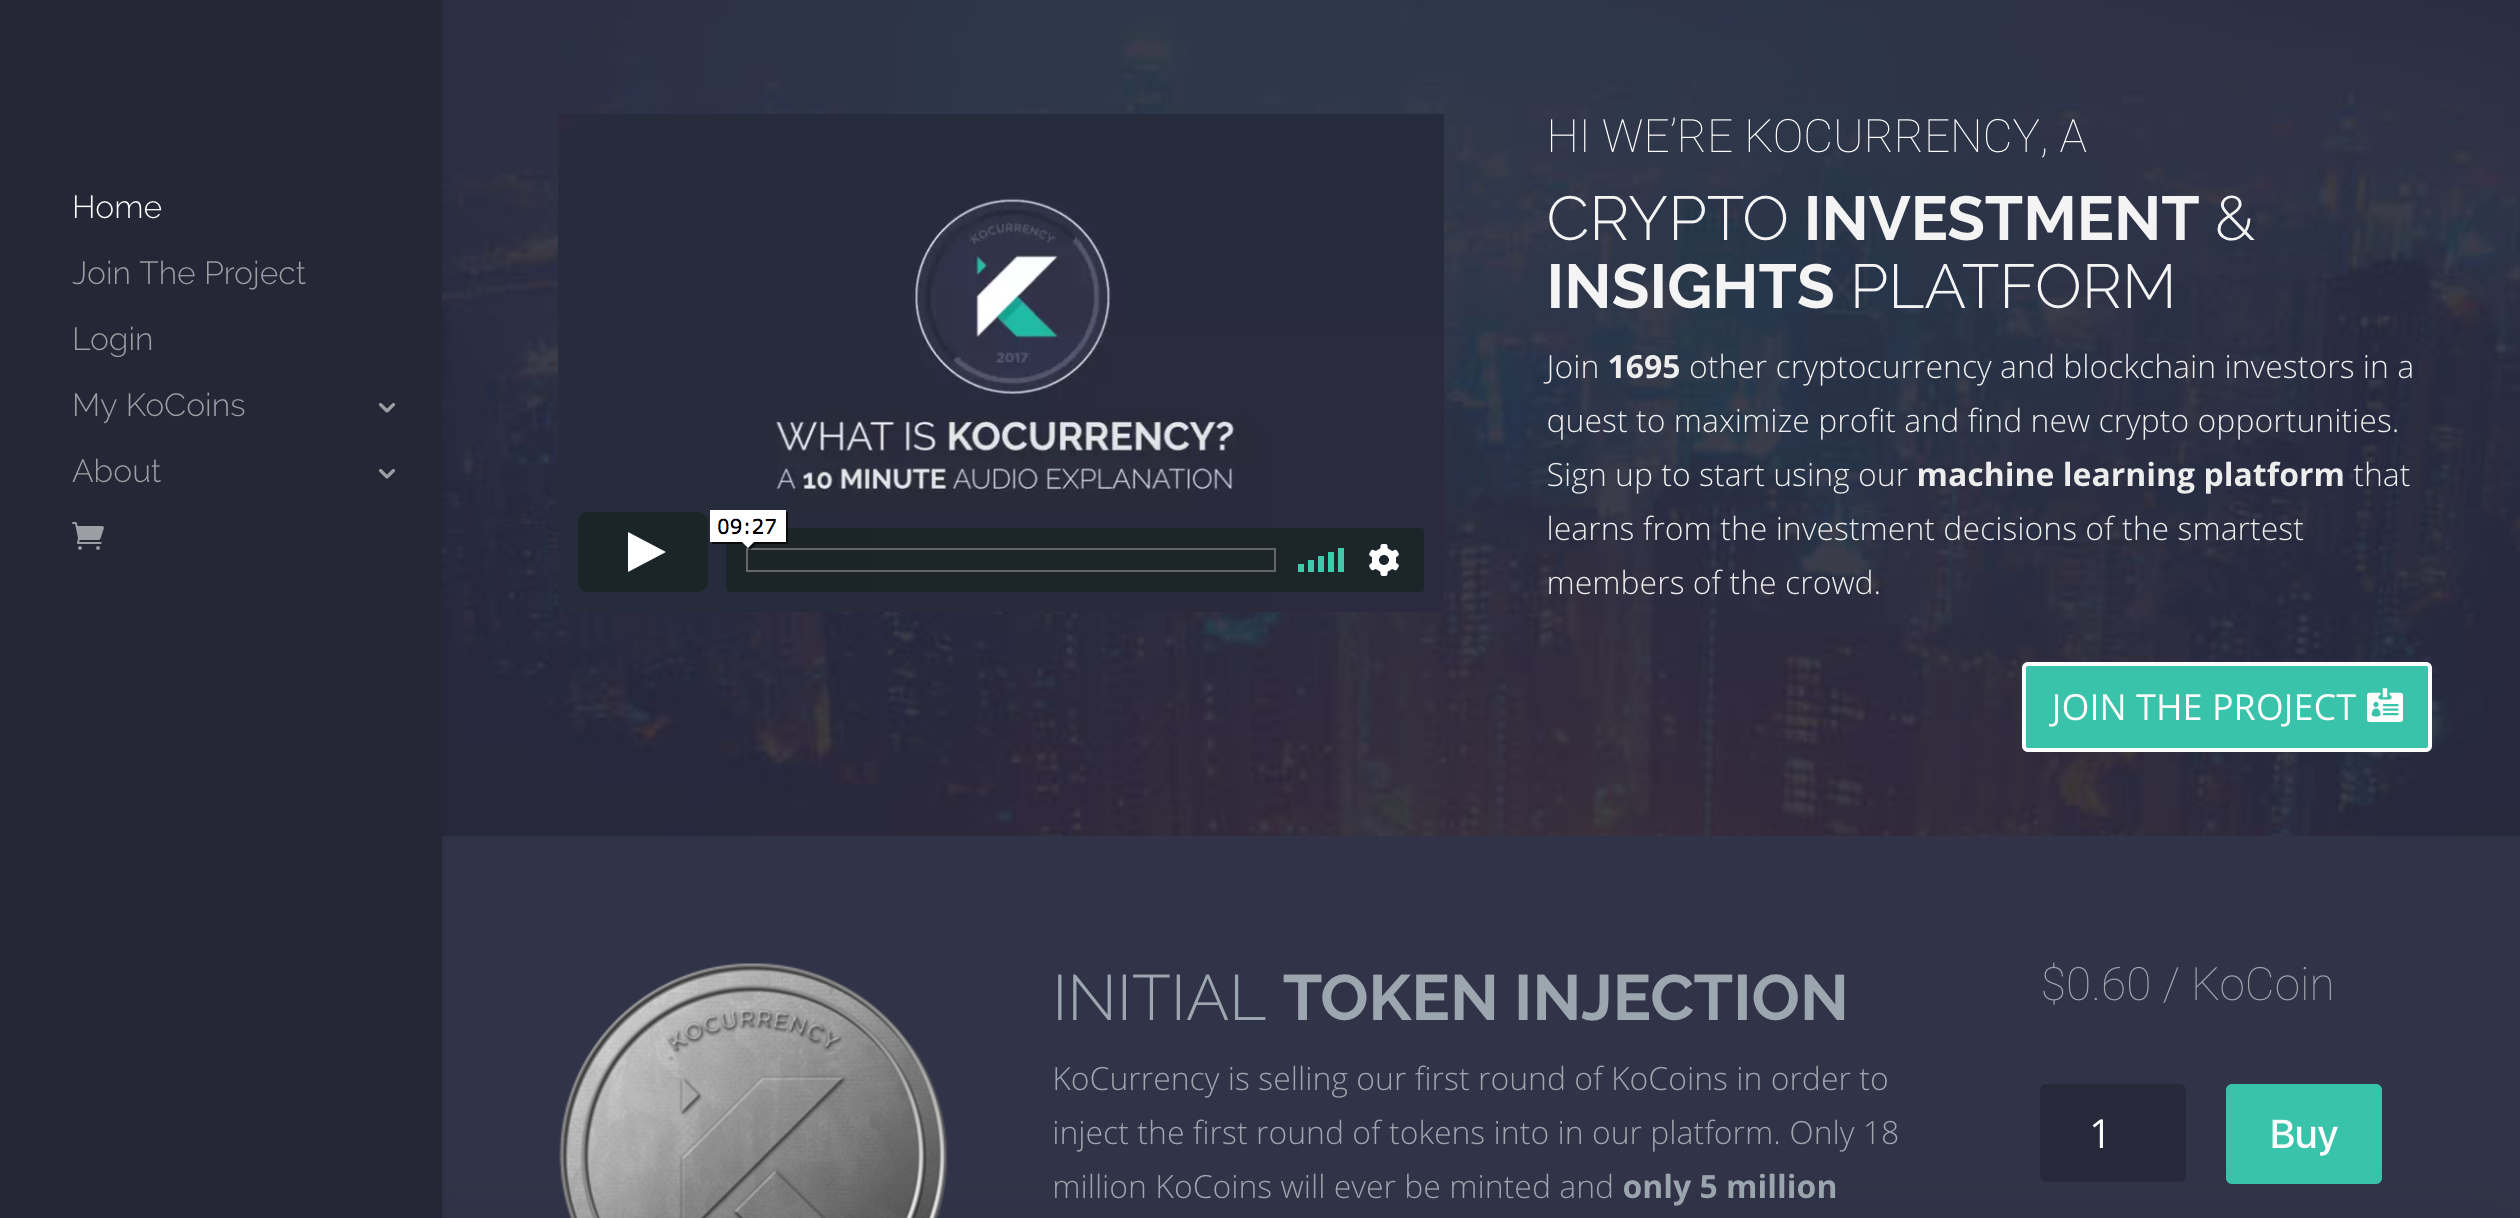 Home
Join The Project
Login
My KoCoins
About
KOCURRENCY
2017
WHAT IS KOCURRENCY?
A 10 MINUTE AUDIO EXPLANATION
09:27
HI WE'RE KOCURRENCY, A
CRYPTO INVESTMENT &
INSIGHTS PLATFORM
Join 1695 other cryptocurrency and blockchain investors in a
quest to maximize profit and find new crypto opportunities.
Sign up to start using our machine learning platform that
learns from the investment decisions of the smartest
members of the crowd.
JOIN THE PROJECT
KOCURRENCY
INITIAL TOKEN INJECTION
KoCurrency is selling our first round of KoCoins in order to
inject the first round of tokens into in our platform. Only 18
million KoCoins will ever be minted and only 5 million
$0.60 / KoCoin
1
Buy